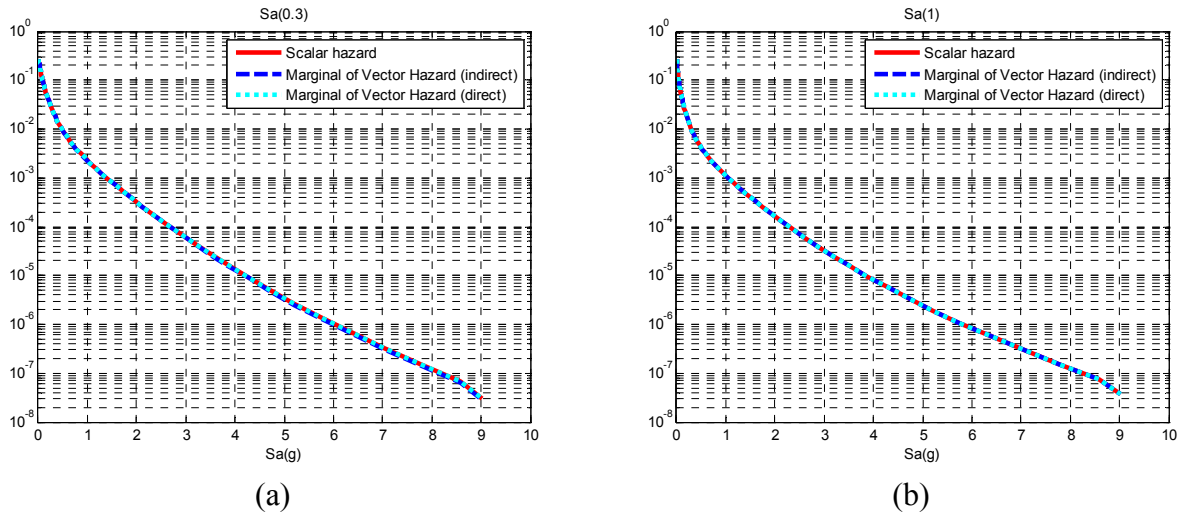 Sa(0.3)
10^0
10^-1
10^-2
10^-3
10^-4
10^-5
10^-6
10^-7
10^-8
Scalar hazard
Marginal of Vector Hazard (indirect)
Marginal of Vector Hazard (direct)
0 1 2 3 4 5 6 7 8 9 10
Sa(g)
(a)
Sa(1)
10^0
10^-1
10^-2
10^-3
10^-4
10^-5
10^-6
10^-7
10^-8
Scalar hazard
Marginal of Vector Hazard (indirect)
Marginal of Vector Hazard (direct)
0 1 2 3 4 5 6 7 8 9 10
Sa(g)
(b)